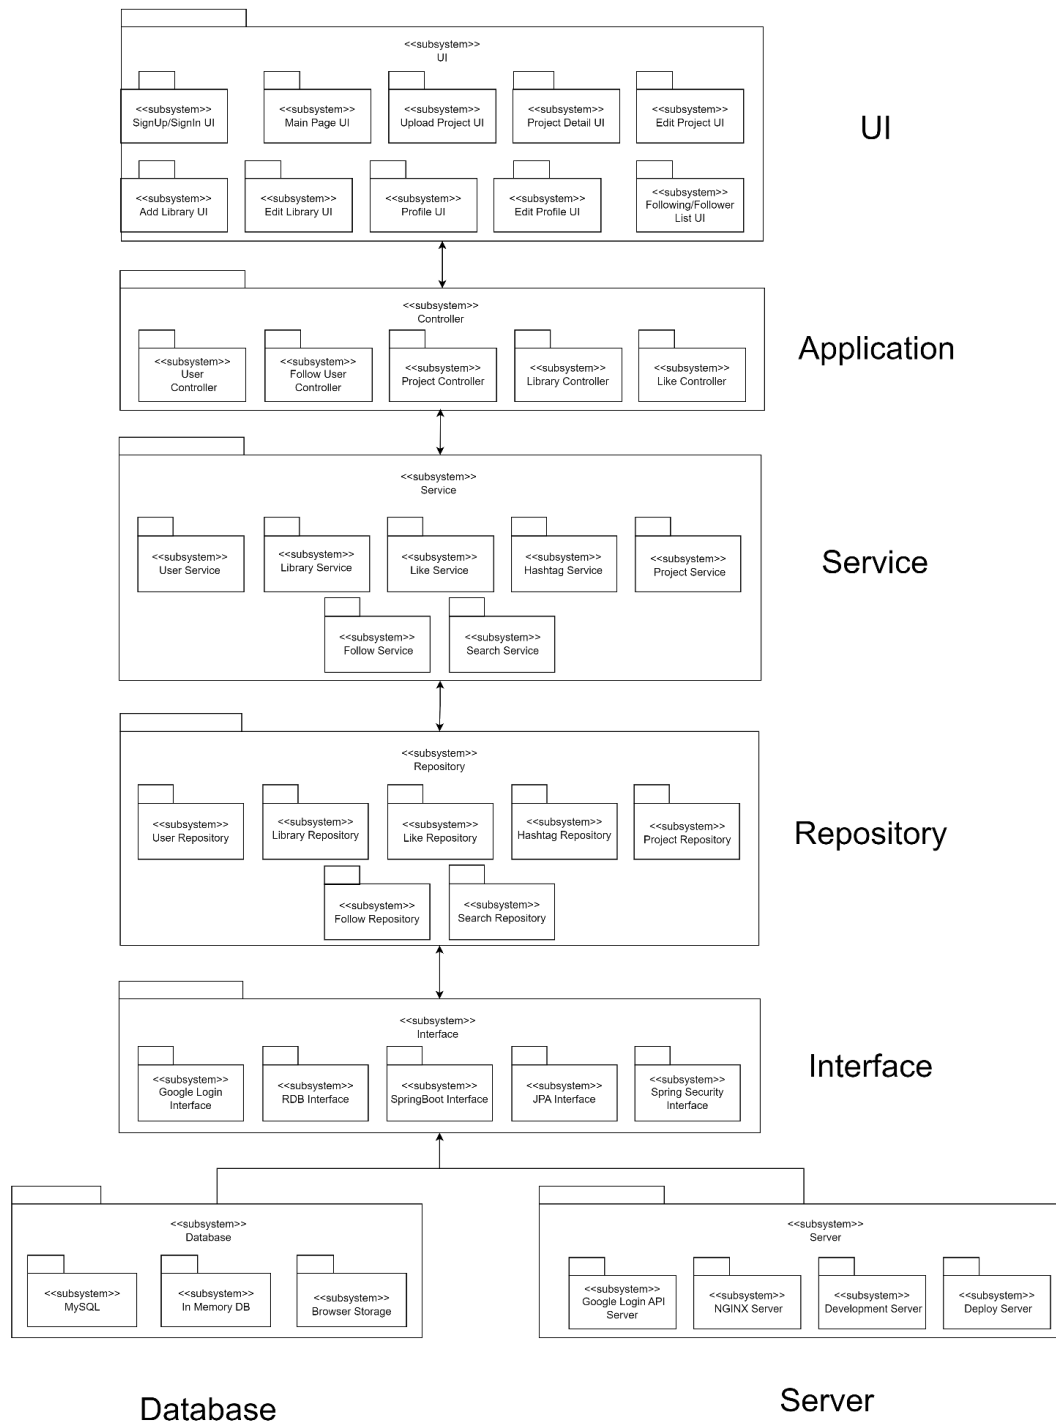 <<subsystem>>
UI
<<subsystem>>
SignUp/SignIn UI
<<subsystem>>
Main Page UI
<<subsystem>>
Upload Project UI
<<subsystem>>
Project Detail UI
<<subsystem>>
Edit Project UI
UI
<<subsystem>>
Add Library UI
<<subsystem>>
Edit Library UI
<<subsystem>>
Profile UI
<<subsystem>>
Edit Profile UI
<<subsystem>>
Following/Follower
List UI
<<subsystem>>
Controller
<<subsystem>>
User
Controller
<<subsystem>>
Follow User
Controller
<<subsystem>>
Project Controller
<<subsystem>>
Library Controller
<<subsystem>>
Like Controller
Application
<<subsystem>>
Service
<<subsystem>>
User Service
<<subsystem>>
Library Service
<<subsystem>>
Like Service
<<subsystem>>
Hashtag Service
<<subsystem>>
Project Service
Service
<<subsystem>>
Follow Service
<<subsystem>>
Search Service
<<subsystem>>
Repository
<<subsystem>>
User Repository
<<subsystem>>
Library Repository
<<subsystem>>
Like Repository
<<subsystem>>
Hashtag Repository
<<subsystem>>
Project Repository
Repository
<<subsystem>>
Follow Repository
<<subsystem>>
Search Repository
<<subsystem>>
Interface
<<subsystem>>
Google Login
Interface
<<subsystem>>
RDB Interface
<<subsystem>>
SpringBoot Interface
<<subsystem>>
JPA Interface
<<subsystem>>
Spring Security
Interface
Interface
<<subsystem>>
Database
<<subsystem>>
MySQL
<<subsystem>>
In Memory DB
<<subsystem>>
Browser Storage
Database
<<subsystem>>
Server
<<subsystem>>
Google Login API
Server
<<subsystem>>
NGINX Server
<<subsystem>>
Development Server
<<subsystem>>
Deploy Server
Server